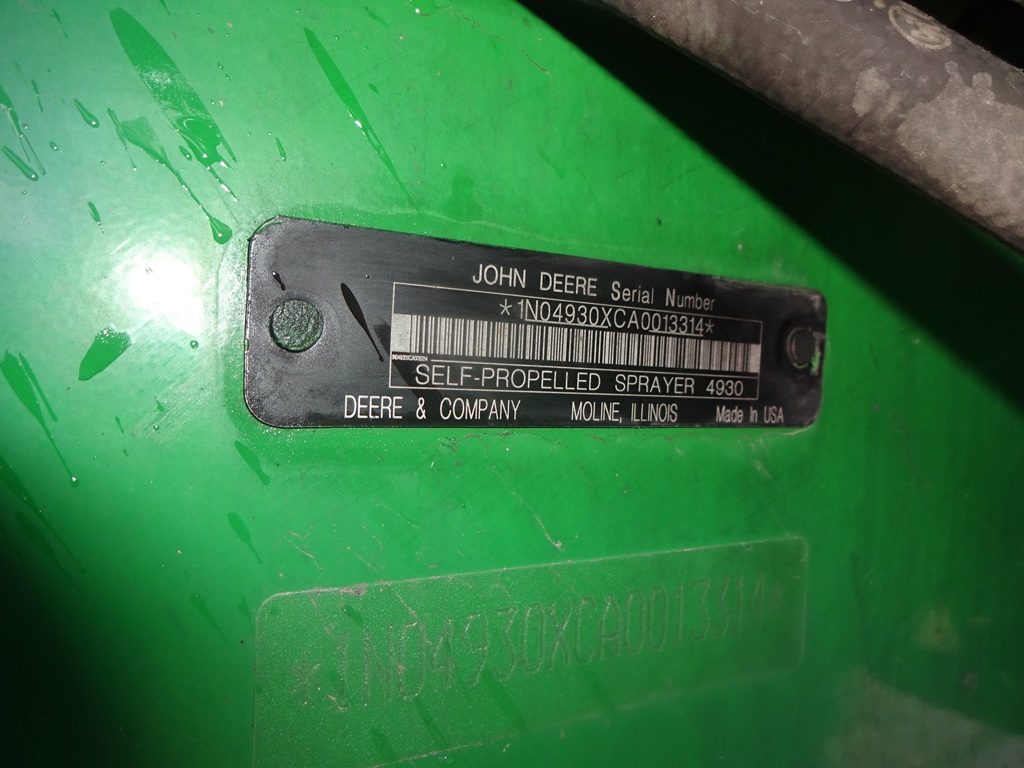 JOHN DEERE Serial Number
*1N04930XCA0013314*
SELF-PROPELLED SPRAYER 4930
DEERE & COMPANY MOLINE, ILLINOIS Made In USA
*1N04930XCA0013314*